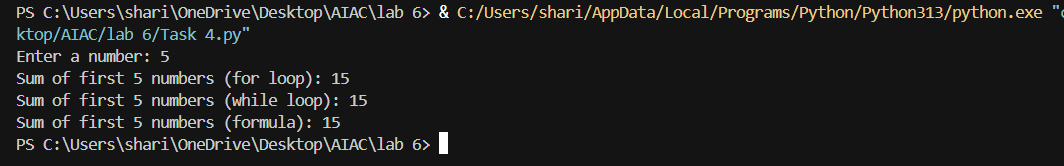 PS C:\Users\shari\OneDrive\Desktop\AIAC\lab 6> & C:/Users/shari/AppData/Local/Programs/Python/Python313/python.exe "c
ktop/AIAC/lab 6/Task 4.py"
Enter a number: 5
Sum of first 5 numbers (for loop): 15
Sum of first 5 numbers (while loop): 15
Sum of first 5 numbers (formula): 15
PS C:\Users\shari\OneDrive\Desktop\AIAC\lab 6>